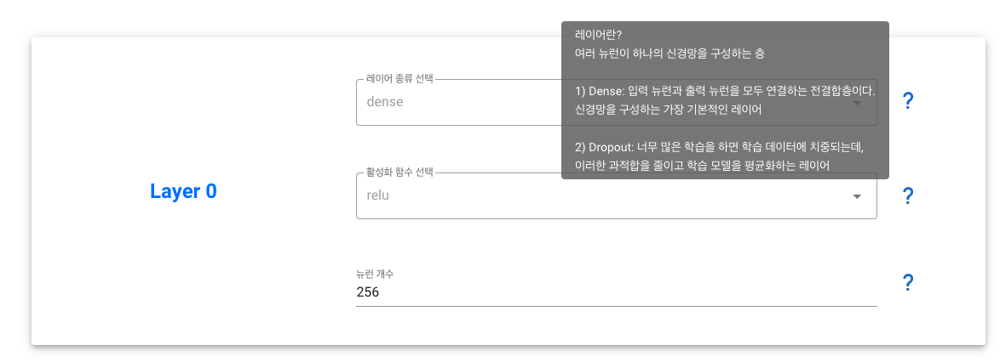 레이어란?
여러 뉴런이 하나의 신경망을 구성하는 층
1) Dense: 입력 뉴런과 출력 뉴런을 모두 연결하는 전결합층이다.
신경망을 구성하는 가장 기본적인 레이어
2) Dropout: 너무 많은 학습을 하면 학습 데이터에 치중되는데,
이러한 과적합을 줄이고 학습 모델을 평균화하는 레이어
레이어 종류 선택
dense
?
Layer 0
활성화 함수 선택
relu
?
뉴런 개수
256
?